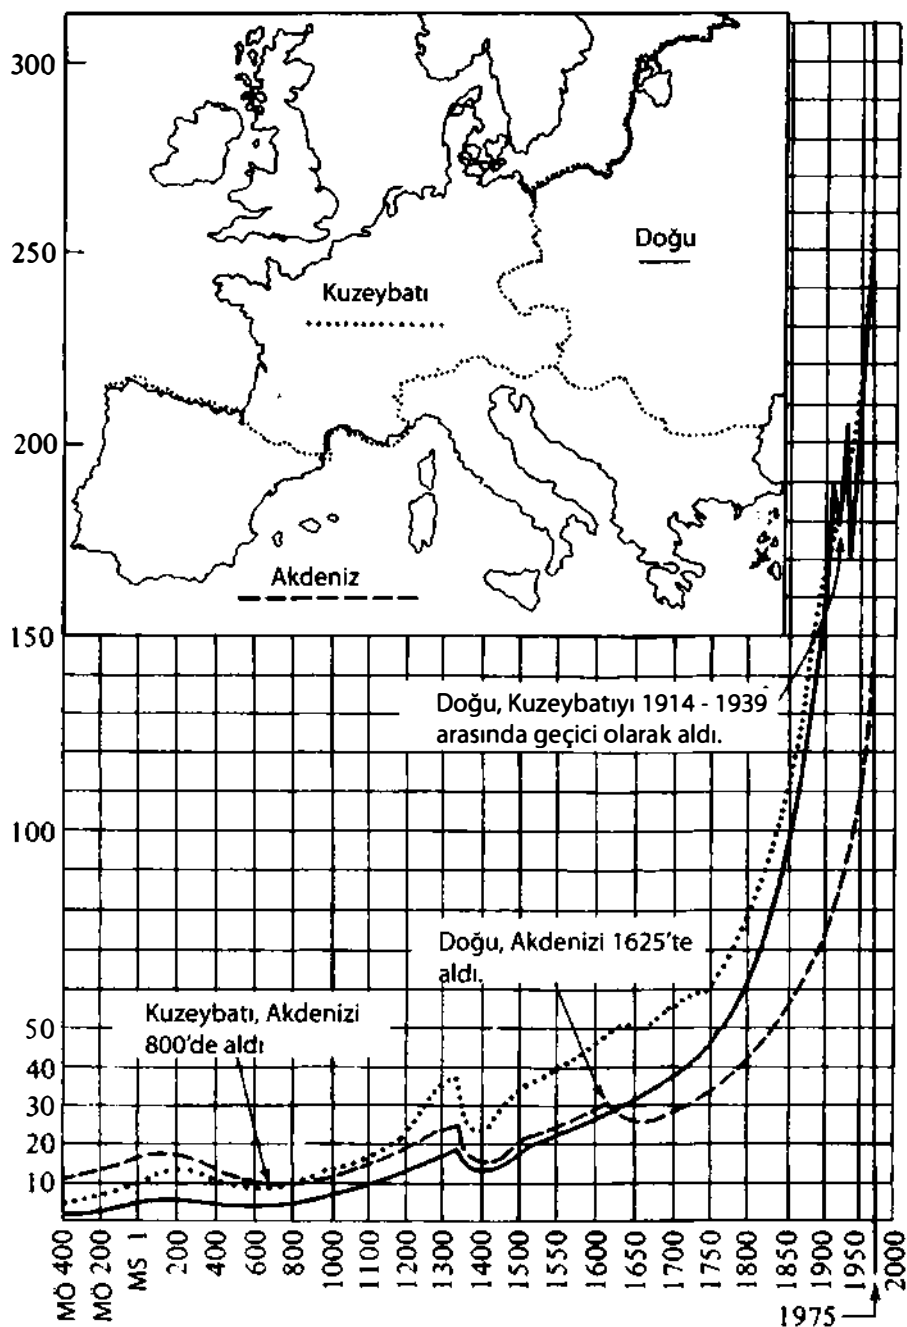 300
250
200
150
100
50
40
30
20
10
Doğu
Kuzeybatı
Akdeniz
Doğu, Kuzeybatıyı 1914 - 1939
arasında geçici olarak aldı.
Doğu, Akdenizi 1625'te
aldı.
Kuzeybatı, Akdenizi
800'de aldı
MÖ 400
MÖ 200
MS 1
200
400
600
800
1000
1100
1200
1300
1400
1500
1550
1600
1650
1700
1750
1800
1850
1900
1950
2000
1975